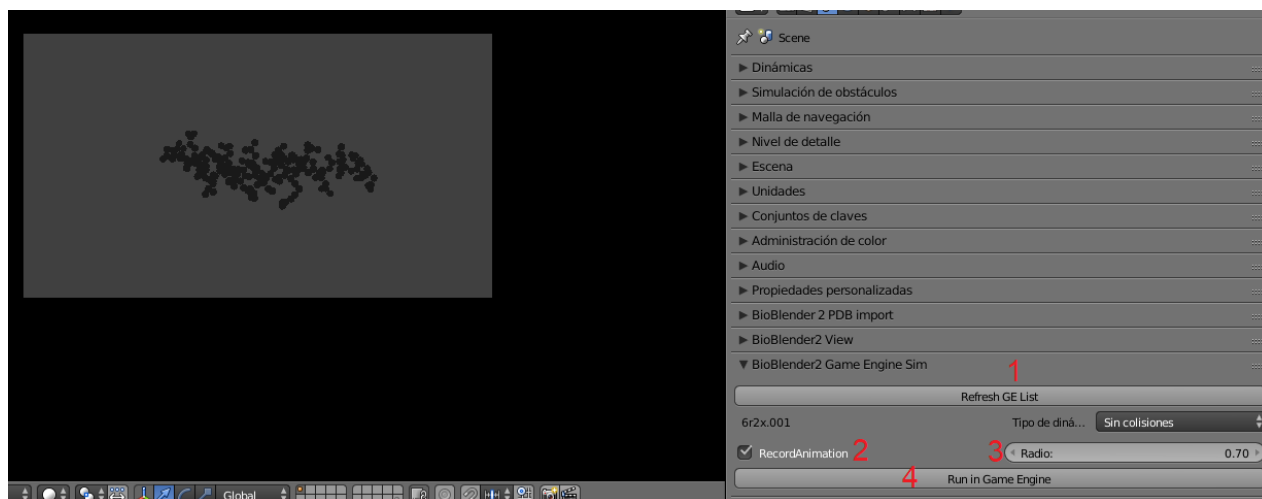 Scene
Dinámicas
Simulación de obstáculos
Malla de navegación
Nivel de detalle
Escena
Unidades
Conjuntos de claves
Administración de color
Audio
Propiedades personalizadas
BioBlender 2 PDB import
BioBlender2 View
BioBlender2 Game Engine Sim
1
Refresh GE List
6r2x.001 Tipo de diná... Sin colisiones
RecordAnimation 2 3 Radio: 0.70
4 Run in Game Engine
Global